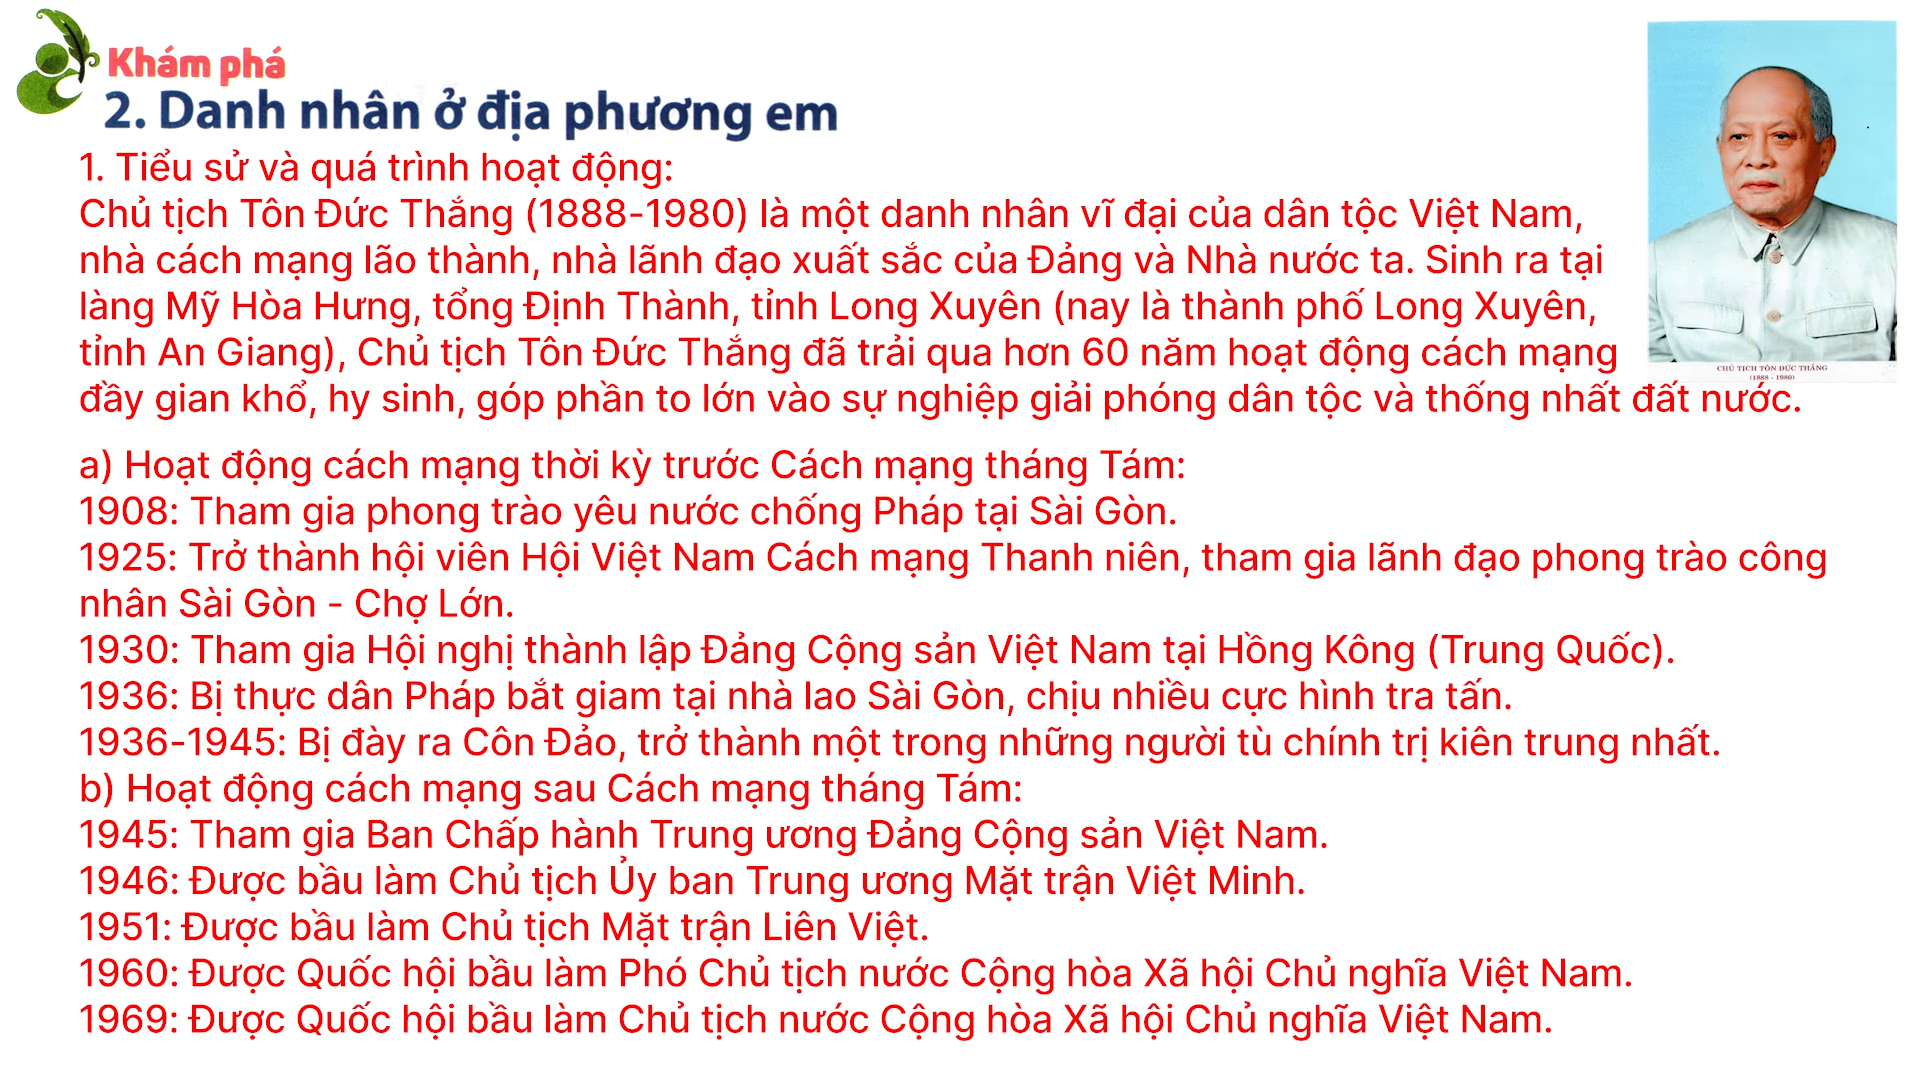 Khám phá
2. Danh nhân ở địa phương em
1. Tiểu sử và quá trình hoạt động:
Chủ tịch Tôn Đức Thắng (1888-1980) là một danh nhân vĩ đại của dân tộc Việt Nam,
nhà cách mạng lão thành, nhà lãnh đạo xuất sắc của Đảng và Nhà nước ta. Sinh ra tại
làng Mỹ Hòa Hưng, tổng Định Thành, tỉnh Long Xuyên (nay là thành phố Long Xuyên,
tỉnh An Giang), Chủ tịch Tôn Đức Thắng đã trải qua hơn 60 năm hoạt động cách mạng
đầy gian khổ, hy sinh, góp phần to lớn vào sự nghiệp giải phóng dân tộc và thống nhất đất nước.
CHỦ TỊCH TÔN ĐỨC THẮNG
(1888 - 1980)
a) Hoạt động cách mạng thời kỳ trước Cách mạng tháng Tám:
1908: Tham gia phong trào yêu nước chống Pháp tại Sài Gòn.
1925: Trở thành hội viên Hội Việt Nam Cách mạng Thanh niên, tham gia lãnh đạo phong trào công
nhân Sài Gòn - Chợ Lớn.
1930: Tham gia Hội nghị thành lập Đảng Cộng sản Việt Nam tại Hồng Kông (Trung Quốc).
1936: Bị thực dân Pháp bắt giam tại nhà lao Sài Gòn, chịu nhiều cực hình tra tấn.
1936-1945: Bị đày ra Côn Đảo, trở thành một trong những người tù chính trị kiên trung nhất.
b) Hoạt động cách mạng sau Cách mạng tháng Tám:
1945: Tham gia Ban Chấp hành Trung ương Đảng Cộng sản Việt Nam.
1946: Được bầu làm Chủ tịch Ủy ban Trung ương Mặt trận Việt Minh.
1951: Được bầu làm Chủ tịch Mặt trận Liên Việt.
1960: Được Quốc hội bầu làm Phó Chủ tịch nước Cộng hòa Xã hội Chủ nghĩa Việt Nam.
1969: Được Quốc hội bầu làm Chủ tịch nước Cộng hòa Xã hội Chủ nghĩa Việt Nam.